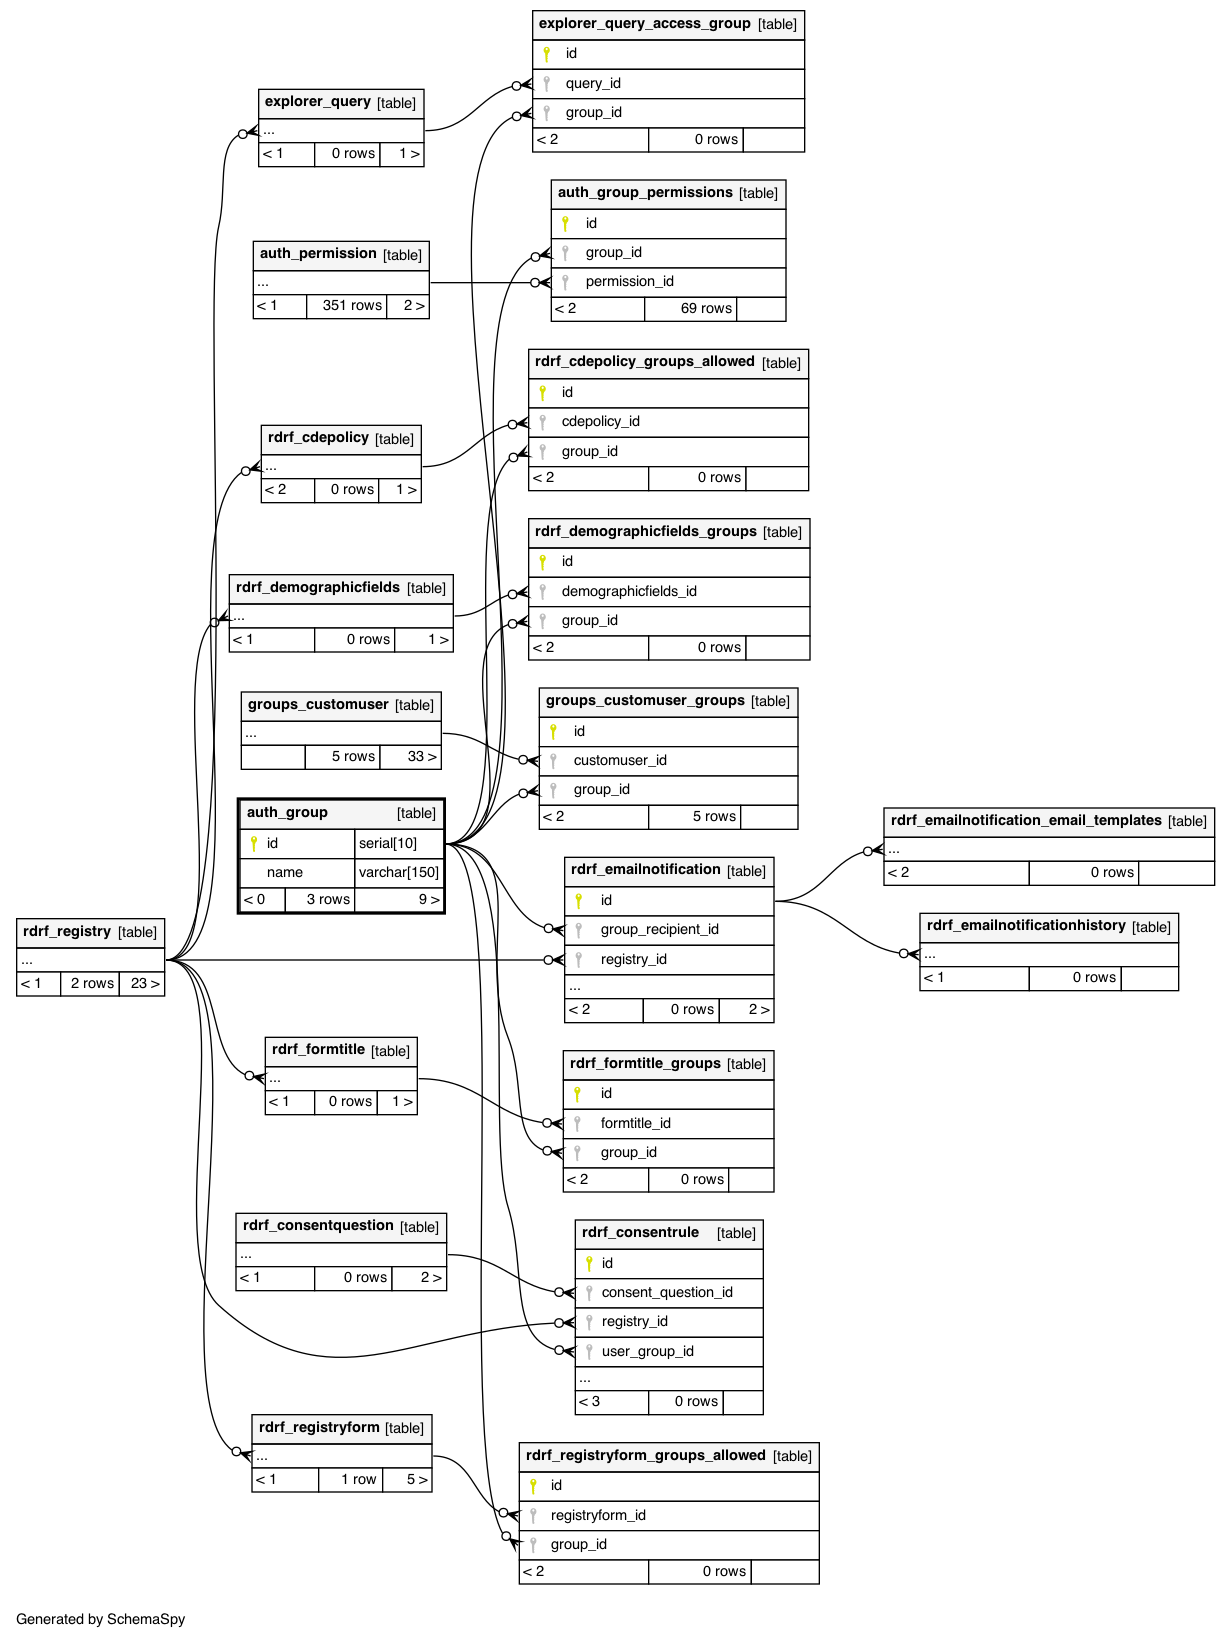 explorer_query_access_group [table]
id
query_id
group_id
< 2 0 rows
explorer_query [table]
...
< 1 0 rows 1 >
auth_group_permissions [table]
id
group_id
permission_id
< 2 69 rows
auth_permission [table]
...
< 1 351 rows 2 >
rdrf_cdepolicy_groups_allowed [table]
id
cdepolicy_id
group_id
< 2 0 rows
rdrf_cdepolicy [table]
...
< 2 0 rows 1 >
rdrf_demographicfields_groups [table]
id
demographicfields_id
group_id
< 2 0 rows
rdrf_demographicfields [table]
...
< 1 0 rows 1 >
groups_customuser_groups [table]
id
customuser_id
group_id
< 2 5 rows
groups_customuser [table]
...
5 rows 33 >
auth_group [table]
id serial[10]
name varchar[150]
< 0 3 rows 9 >
rdrf_emailnotification_email_templates [table]
...
< 2 0 rows
rdrf_emailnotification [table]
id
group_recipient_id
registry_id
...
< 2 0 rows 2 >
rdrf_emailnotificationhistory [table]
...
< 1 0 rows
rdrf_registry [table]
...
< 1 2 rows 23 >
rdrf_formtitle [table]
...
< 1 0 rows 1 >
rdrf_formtitle_groups [table]
id
formtitle_id
group_id
< 2 0 rows
rdrf_consentquestion [table]
...
< 1 0 rows 2 >
rdrf_consentrule [table]
id
consent_question_id
registry_id
user_group_id
...
< 3 0 rows
rdrf_registryform [table]
...
< 1 1 row 5 >
rdrf_registryform_groups_allowed [table]
id
registryform_id
group_id
< 2 0 rows
Generated by SchemaSpy